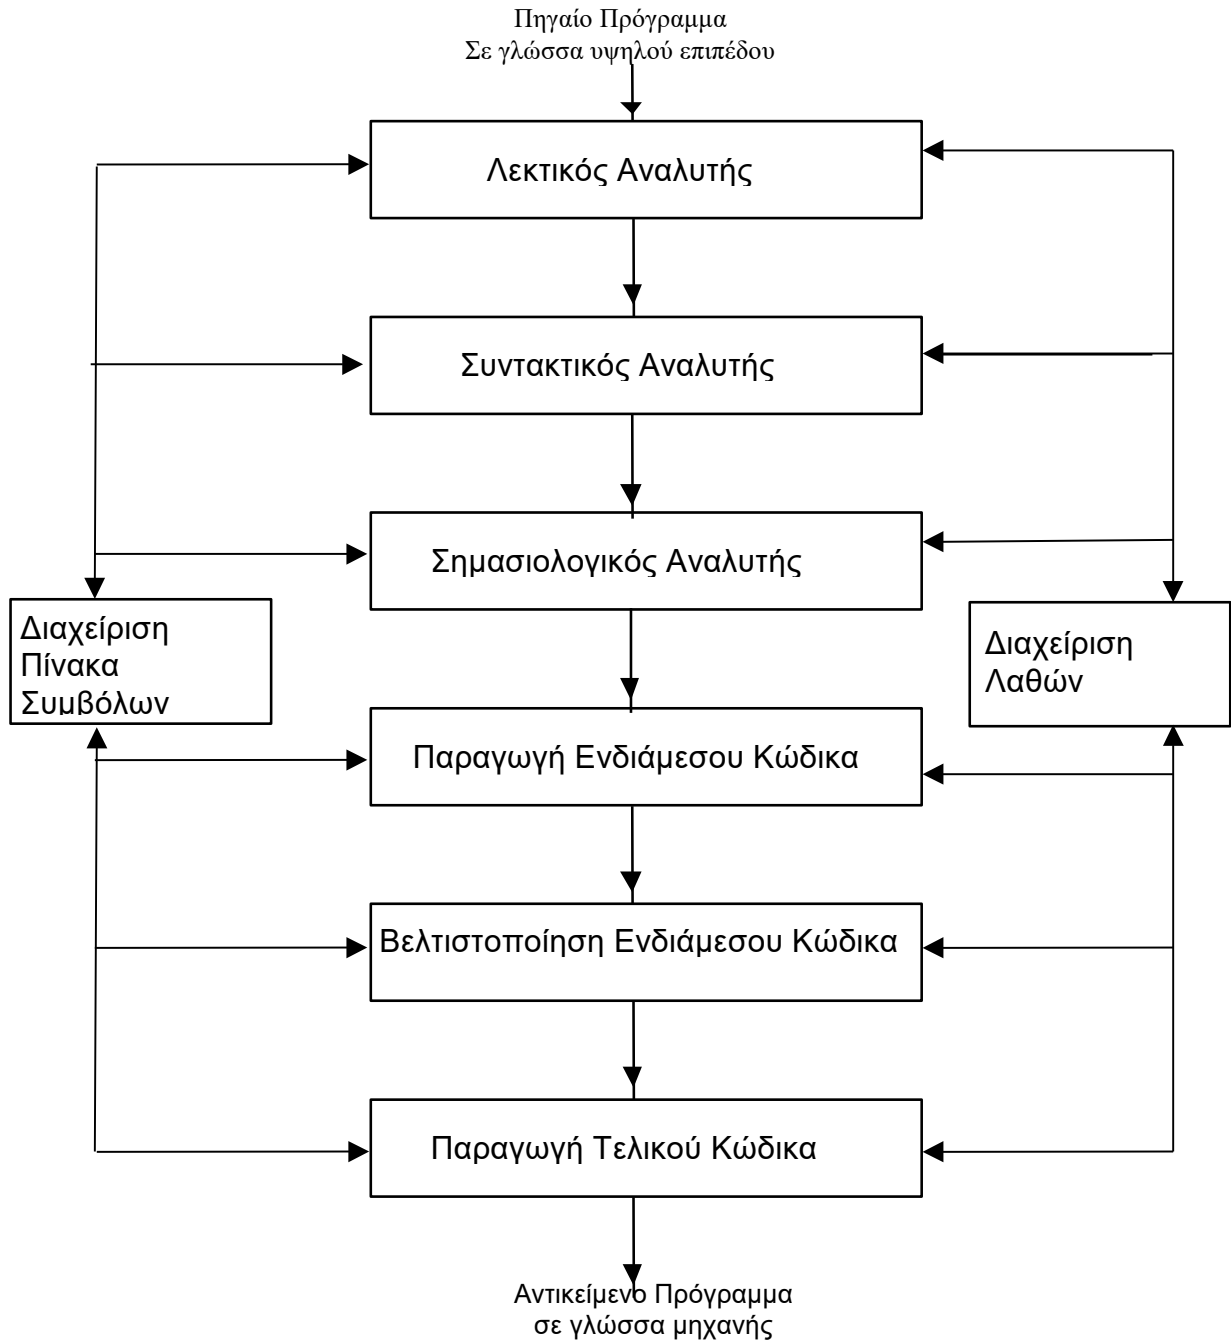 Πηγαίο Πρόγραμμα
Σε γλώσσα υψηλού επιπέδου
Λεκτικός Αναλυτής
Συντακτικός Αναλυτής
Σημασιολογικός Αναλυτής
Διαχείριση
Πίνακα
Συμβόλων
Διαχείριση
Λαθών
Παραγωγή Ενδιάμεσου Κώδικα
Βελτιστοποίηση Ενδιάμεσου Κώδικα
Παραγωγή Τελικού Κώδικα
Αντικείμενο Πρόγραμμα
σε γλώσσα μηχανής